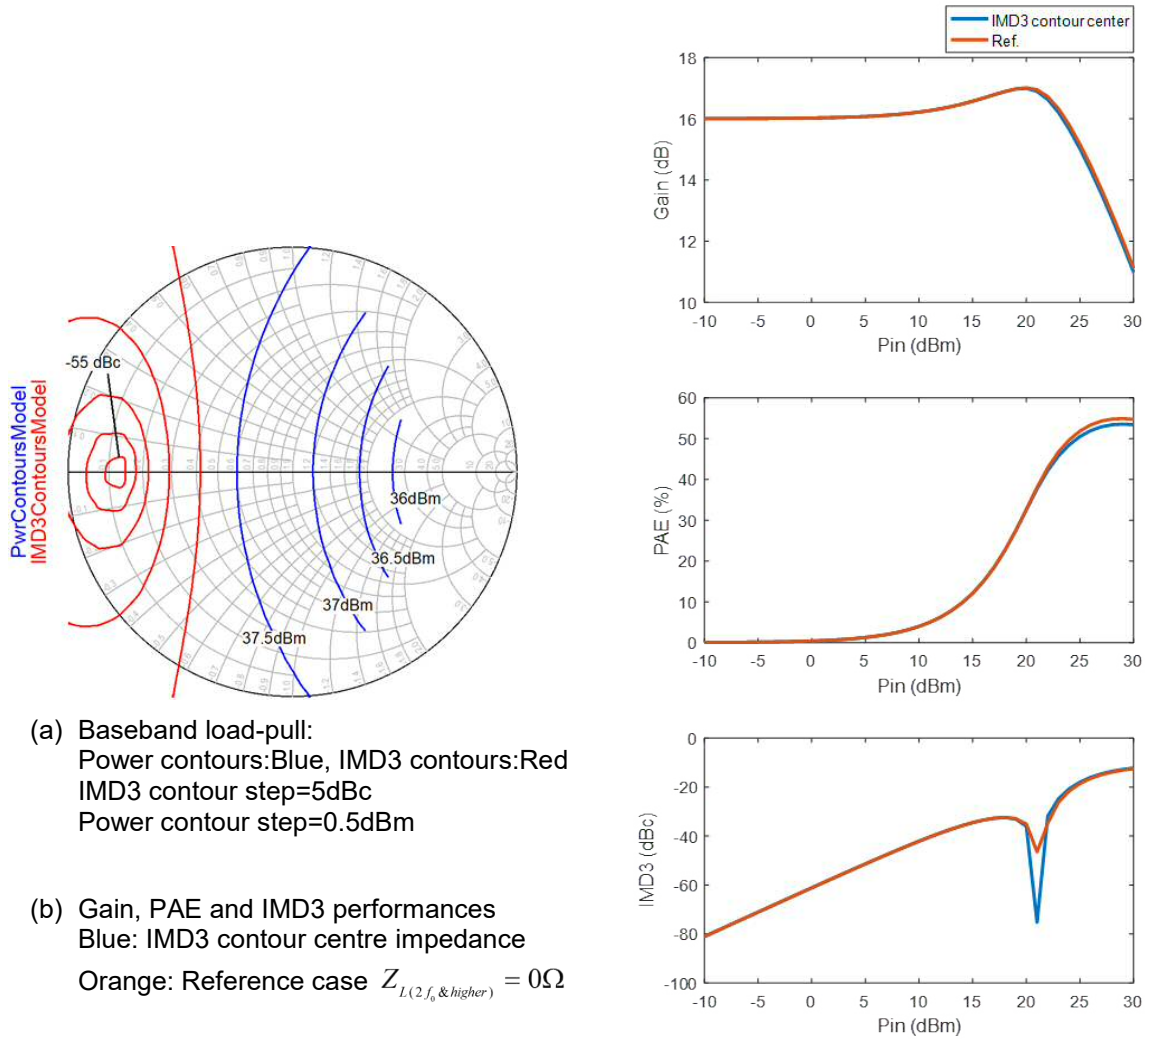 IMD3 contour center
Ref.
18
16
14
12
10
Gain (dB)
-10 -5 0 5 10 15 20 25 30
Pin (dBm)
-55 dBc
PwrContoursModel
IMD3ContoursModel
36dBm
36.5dBm
37dBm
37.5dBm
60
50
40
30
20
10
0
PAE (%)
-10 -5 0 5 10 15 20 25 30
Pin (dBm)
(a) Baseband load-pull:
Power contours:Blue, IMD3 contours:Red
IMD3 contour step=5dBc
Power contour step=0.5dBm
0
-20
-40
-60
-80
-100
IMD3 (dBc)
-10 -5 0 5 10 15 20 25 30
Pin (dBm)
(b) Gain, PAE and IMD3 performances
Blue: IMD3 contour centre impedance
Orange: Reference case Z_{L(2f_0&higher)} = 0Ω